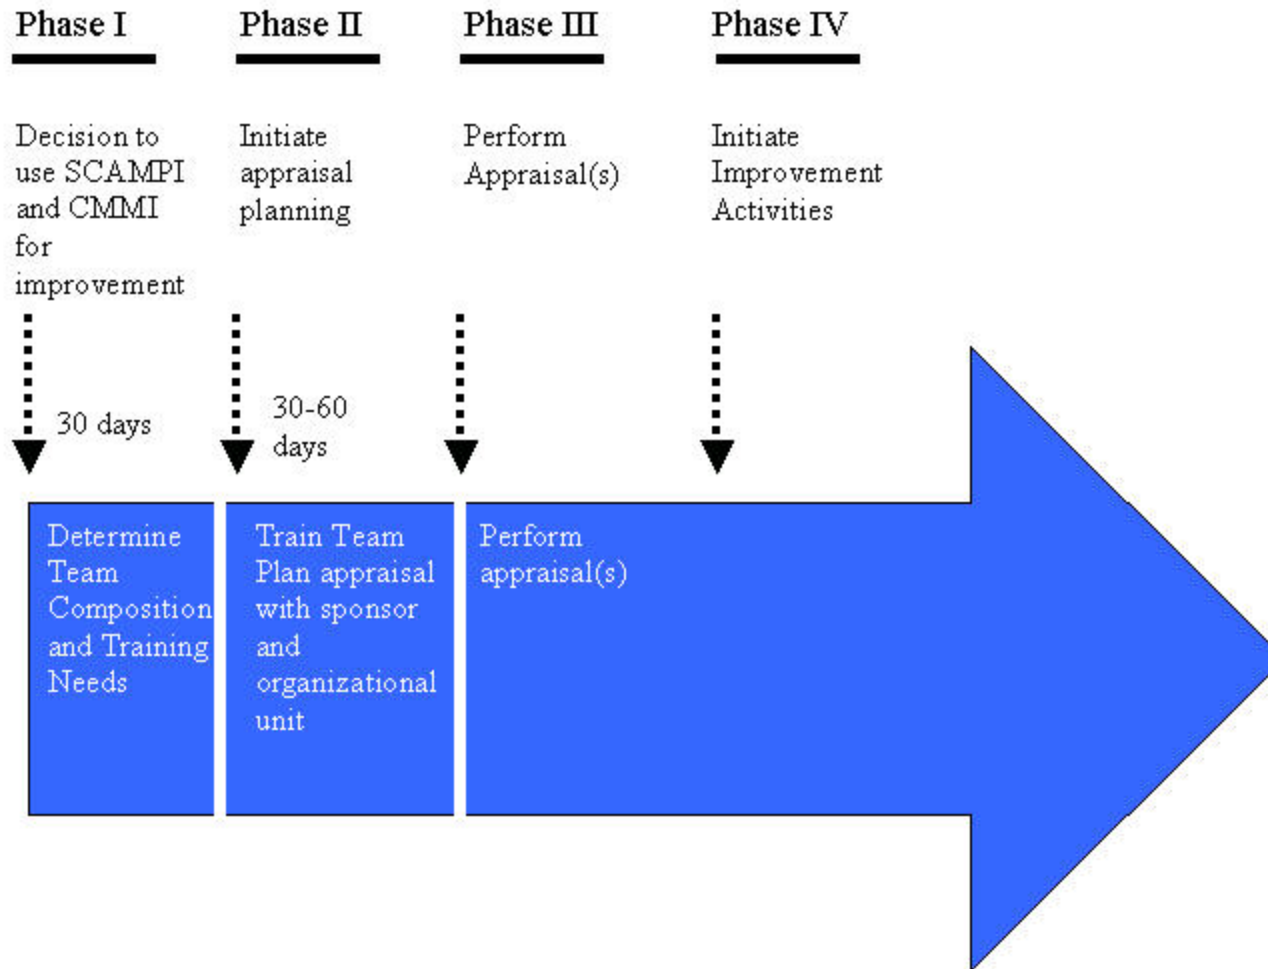 Phase I
Phase II
Phase III
Phase IV
Decision to
use SCAMPI
and CMMI
for
improvement
Initiate
appraisal
planning
Perform
Appraisal(s)
Initiate
Improvement
Activities
30 days
30-60
days
Determine
Team
Composition
and Training
Needs
Train Team
Plan appraisal
with sponsor
and
organizational
unit
Perform
appraisal(s)